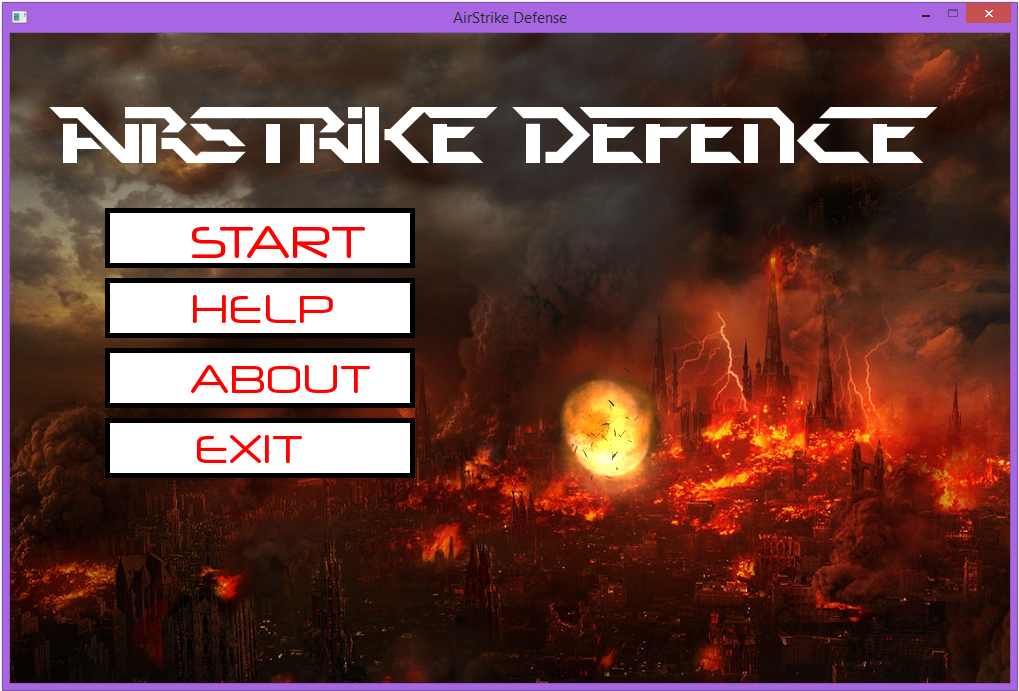 AirStrike Defense
AIRSTRIKE DEFENCE
START
HELP
ABOUT
EXIT